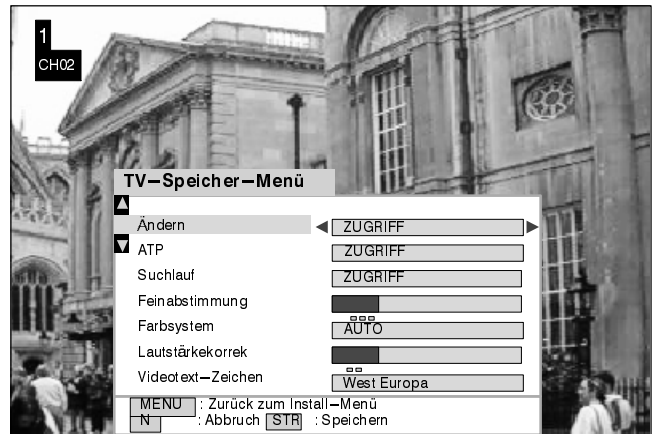 1
CH02
TV–Speicher–Menü
Ändern ZUGRIFF
ATP ZUGRIFF
Suchlauf ZUGRIFF
Feinabstimmung
Farbsystem AUTO
Lautstärkekorrek
Videotext–Zeichen West Europa
MENU : Zurück zum Install–Menü
N : Abbruch STR : Speichern